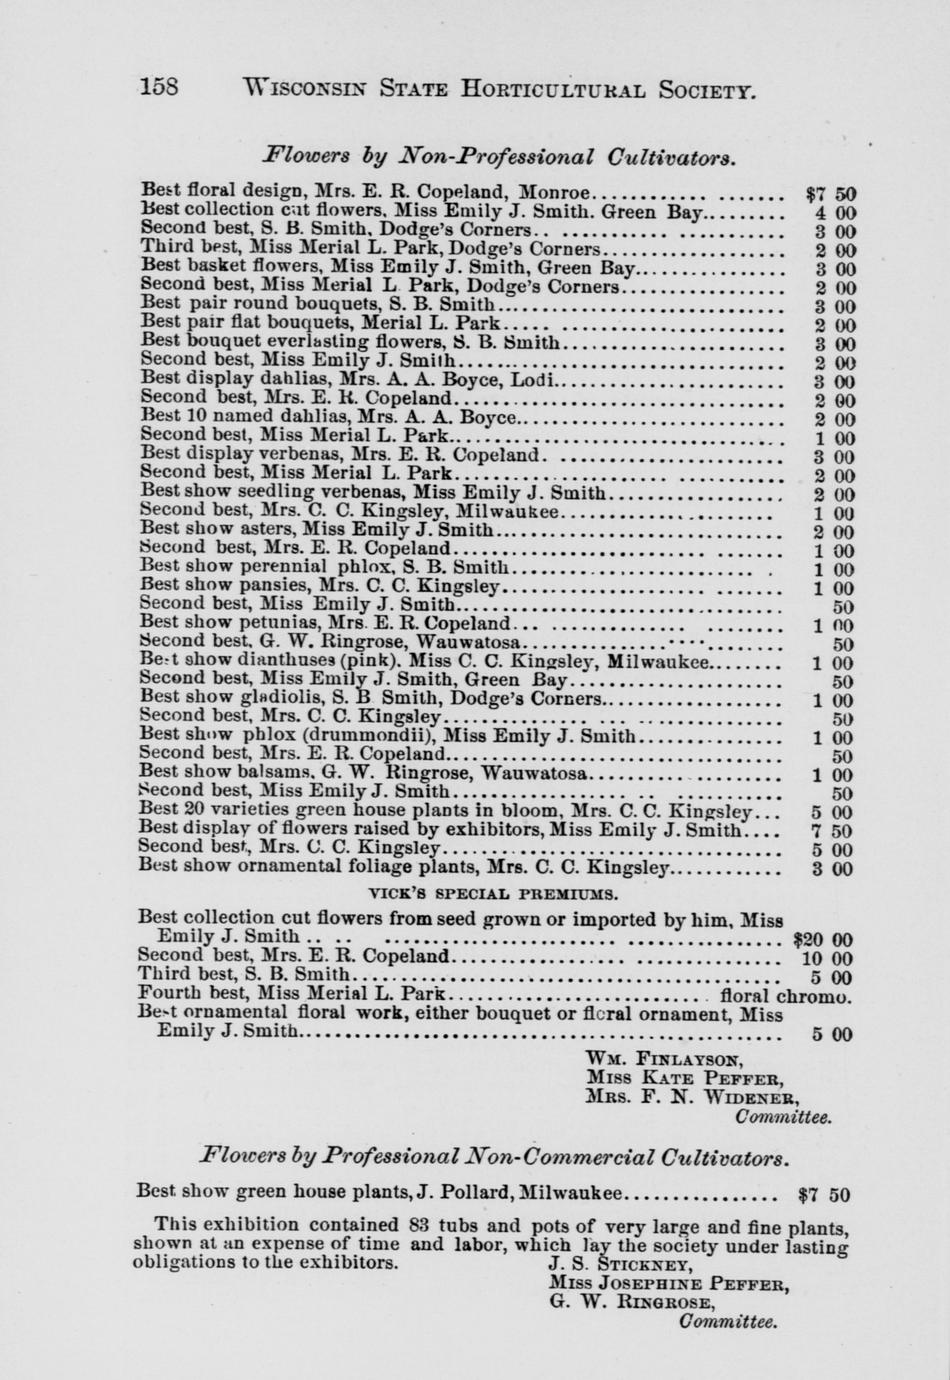 158 WISCONSIN STATE HORTICULTURAL SOCIETY.
Flowers by Non-Professional Cultivators.
Best floral design, Mrs. E. R. Copeland, Monroe............ ....... $7 50
Best collection cut flowers, Miss Emily J. Smith. Green Bay......... 4 00
Second best, S. B. Smith, Dodge's Corners.. ............ ........... 3 00
Third best, Miss Merial L. Park, Dodge's Corners................... 2 00
Best basket flowers, Miss Emily J. Smith, Green Bay................ 3 00
Second best, Miss Merial L Park, Dodge's Corners................. 2 00
Best pair round bouquets, S. B. Smith.............................. 3 00
Best pair flat bouquets, Merial L. Park..... ....................... 2 00
Best bouquet everlasting flowers, S. B. Smith....................... 3 00
Second best, Miss Emily J. Smith.................................. 2 00
Best display dahlias, Mrs. A. A. Boyce, Lodi........................ 3 00
Second best, Mrs. E. R. Copeland.................................. 2 00
Best 10 named dahlias, Mrs. A. A. Boyce........................... 2 00
Second best, Miss Merial L. Park.................................. 1 00
Best display verbenas, Mrs. E. R. Copeland. ....................... 3 00
Second best, Miss Merial L. Park...................... ........... 2 00
Best show seedling verbenas, Miss Emily J. Smith.................. 2 00
Second best, Mrs. C. C. Kingsley, Milwaukee...................... 1 00
Best show asters, Miss Emily J. Smith.............................. 2 00
Second best, Mrs. E. R. Copeland.......................... ....... 1 00
Best show perennial phlox, S. B. Smith......................... . 1 00
Best show pansies, Mrs. C. C. Kingsley..................... ....... 1 00
Second best, Miss Emily J. Smith.................................. 50
Best show petunias, Mrs. E. R. Copeland... ............... ........ 1 00
Second best, G. W. Ringrose, Wauwatosa........................... 50
Best show dianthuses (pink). Miss C. C. Kingsley, Milwaukee........ 1 00
Second best, Miss Emily J. Smith, Green Bay...................... 50
Best show gladiolis, S. B Smith, Dodge's Corners................... 1 00
Second best, Mrs. C. C. Kingsley............... ... ............... 50
Best show phlox (drummondii), Miss Emily J. Smith............... 1 00
Second best, Mrs. E. R. Copeland.................................. 50
Best show balsams, G. W. Ringrose, Wauwatosa.................... 1 00
Second best, Miss Emily J. Smith.................. .. ............ 50
Best 20 varieties green house plants in bloom, Mrs. C. C. Kingsley... 5 00
Best display of flowers raised by exhibitors, Miss Emily J. Smith.... 7 50
Second best, Mrs. C. C. Kingsley................................... 5 00
Best show ornamental foliage plants, Mrs. C. C. Kingsley............ 3 00
VICK'S SPECIAL PREMIUMS.
Best collection cut flowers from seed grown or imported by him, Miss
Emily J. Smith .. .. ........................ ................ $20 00
Second best, Mrs. E. R. Copeland.................. ............... 10 00
Third best, S. B. Smith............................................ 5 00
Fourth best, Miss Merial L. Park........................... floral chromo.
Best ornamental floral work, either bouquet or floral ornament, Miss
Emily J. Smith................................................ 5 00
WM. FINLAYSON,
MISS KATE PEFFER,
MRS. F. N. WIDENER,
Committee.
Flowers by Professional Non-Commercial Cultivators.
Best show green house plants, J. Pollard, Milwaukee................ $7 50
This exhibition contained 83 tubs and pots of very large and fine plants,
shown at an expense of time and labor, which lay the society under lasting
obligations to the exhibitors. J. S. STICKNEY,
MISS JOSEPHINE PEFFER,
G. W. RINGROSE,
Committee.